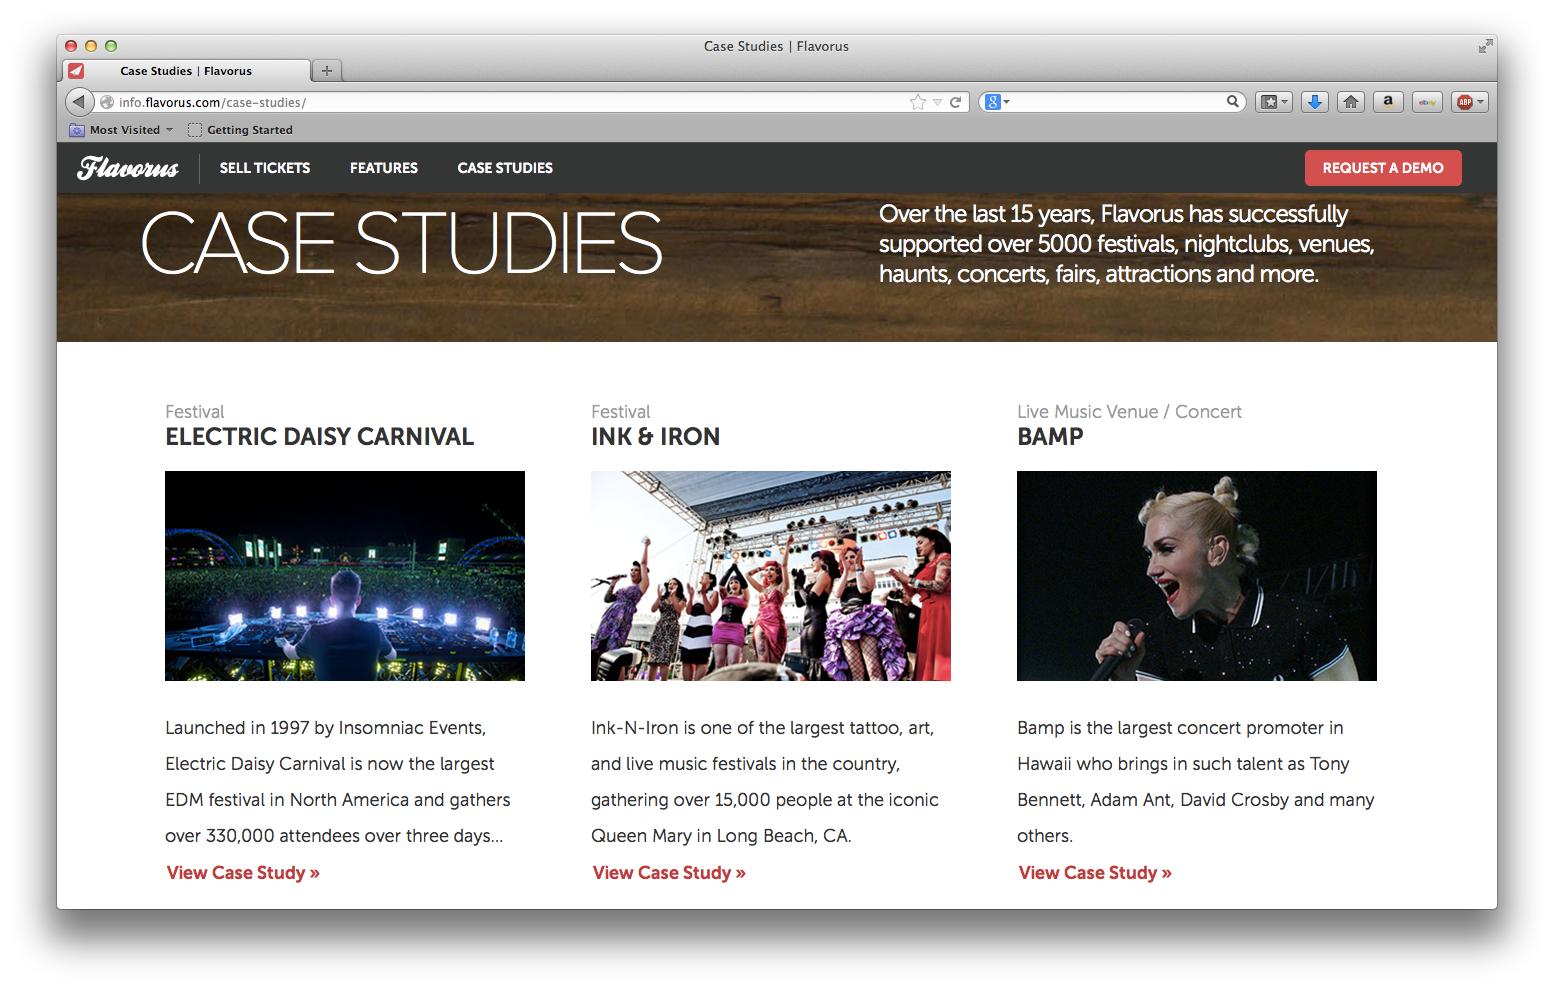 Case Studies | Flavorus
Case Studies | Flavorus
info.flavorus.com/case-studies/
8
a
ebay
ABP
Most Visited
Getting Started
Flavorus
SELL TICKETS
FEATURES
CASE STUDIES
REQUEST A DEMO
CASE STUDIES
Over the last 15 years, Flavorus has successfully
supported over 5000 festivals, nightclubs, venues,
haunts, concerts, fairs, attractions and more.
Festival
ELECTRIC DAISY CARNIVAL
Launched in 1997 by Insomniac Events,
Electric Daisy Carnival is now the largest
EDM festival in North America and gathers
over 330,000 attendees over three days...
View Case Study »
Festival
INK & IRON
Ink-N-Iron is one of the largest tattoo, art,
and live music festivals in the country,
gathering over 15,000 people at the iconic
Queen Mary in Long Beach, CA.
View Case Study »
Live Music Venue / Concert
BAMP
Bamp is the largest concert promoter in
Hawaii who brings in such talent as Tony
Bennett, Adam Ant, David Crosby and many
others.
View Case Study »